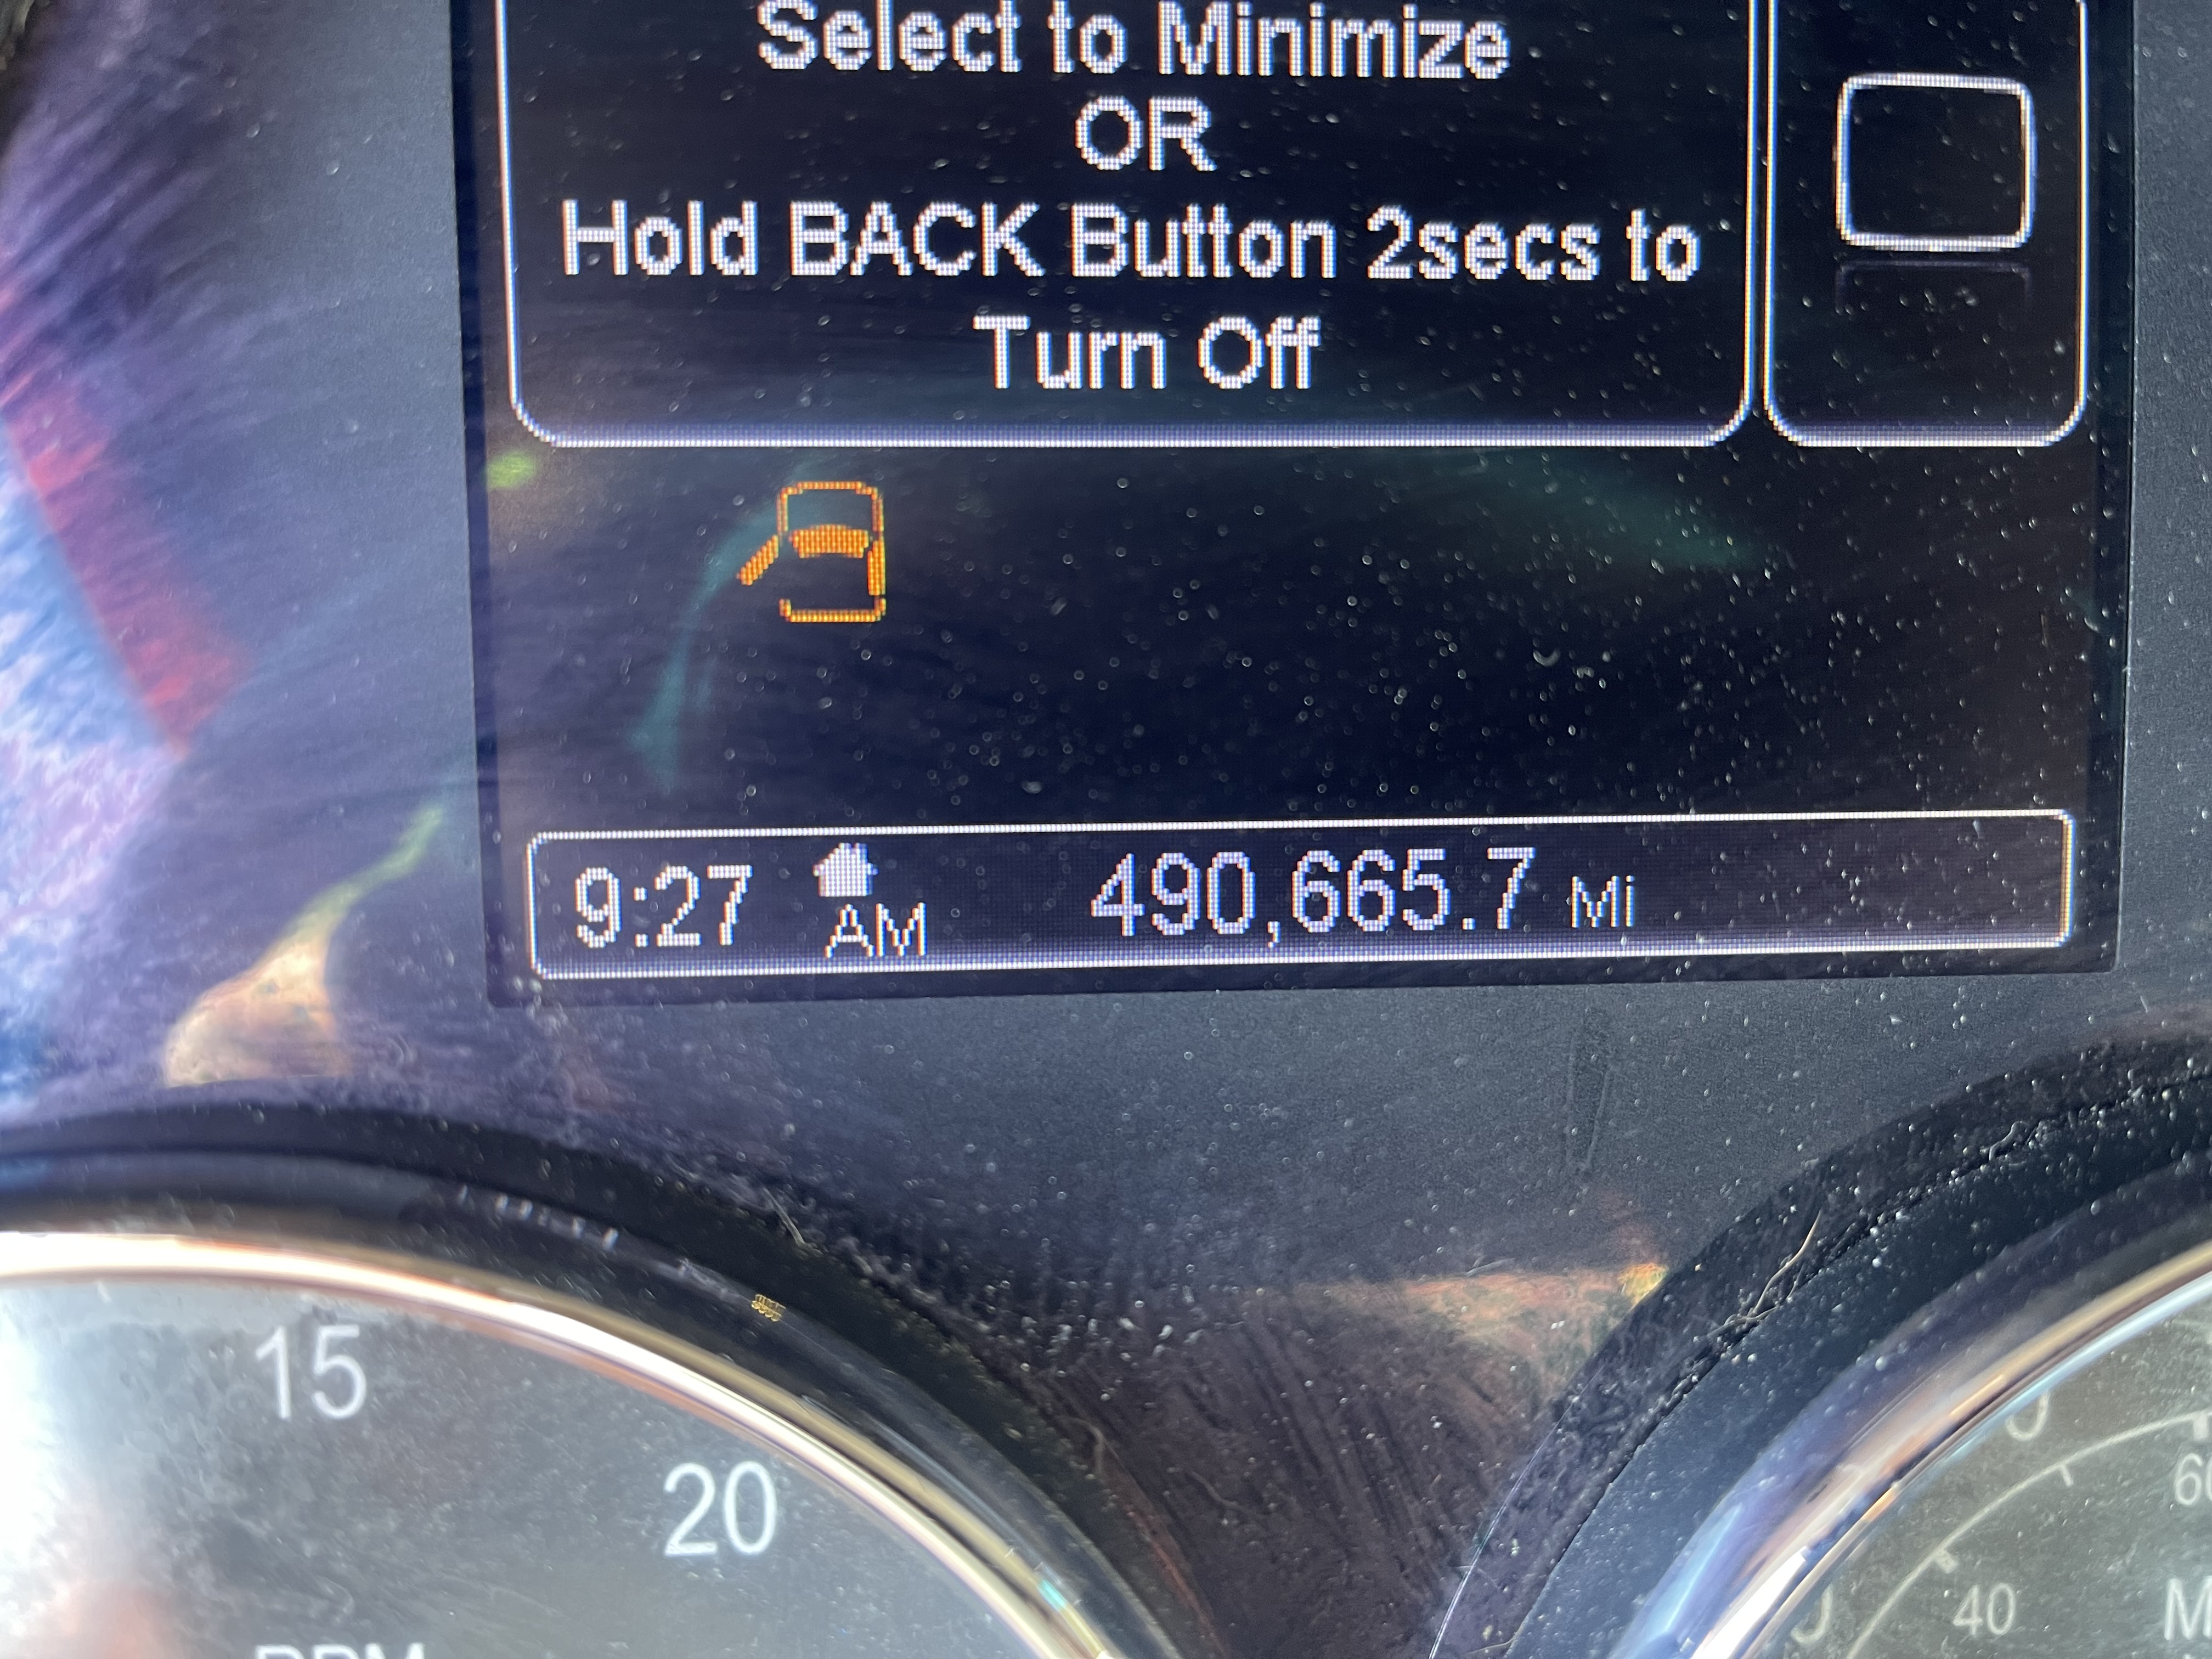 Select to Minimize
OR
Hold BACK Button 2secs to
Turn Off
9:27 AM 490,665.7 Mi
15
20
RPM
40